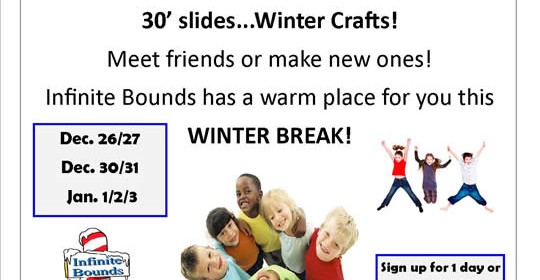 30’ slides...Winter Crafts!
Meet friends or make new ones!
Infinite Bounds has a warm place for you this
WINTER BREAK!
Dec. 26/27
Dec. 30/31
Jan. 1/2/3
Infinite
Bounds
Sign up for 1 day or